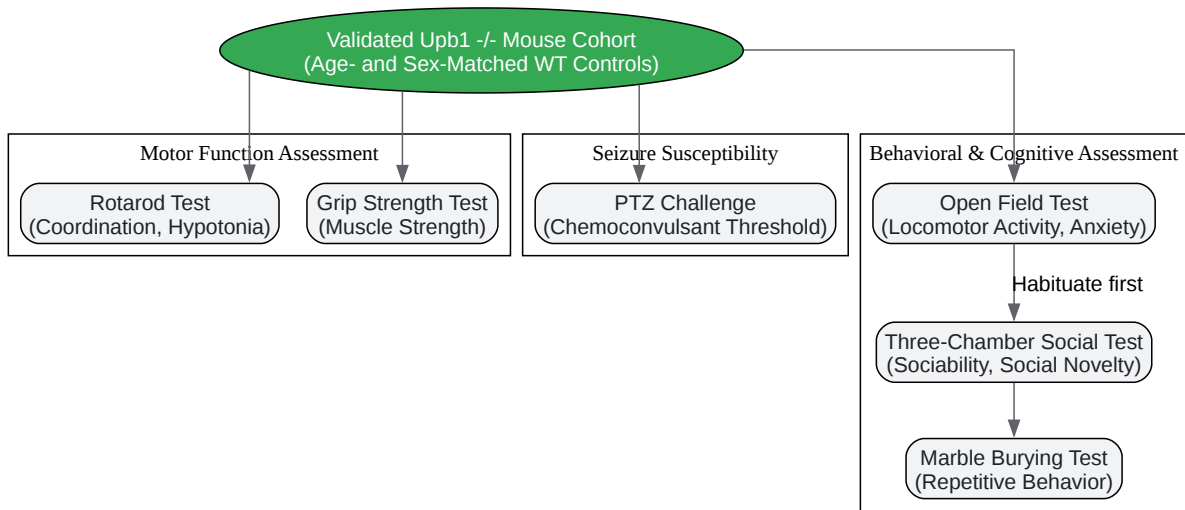 Validated Upb1 -/- Mouse Cohort
(Age- and Sex-Matched WT Controls)
Motor Function Assessment
Rotarod Test
(Coordination, Hypotonia)
Grip Strength Test
(Muscle Strength)
Seizure Susceptibility
PTZ Challenge
(Chemoconvulsant Threshold)
Behavioral & Cognitive Assessment
Open Field Test
(Locomotor Activity, Anxiety)
Habituate first
Three-Chamber Social Test
(Sociability, Social Novelty)
Marble Burying Test
(Repetitive Behavior)